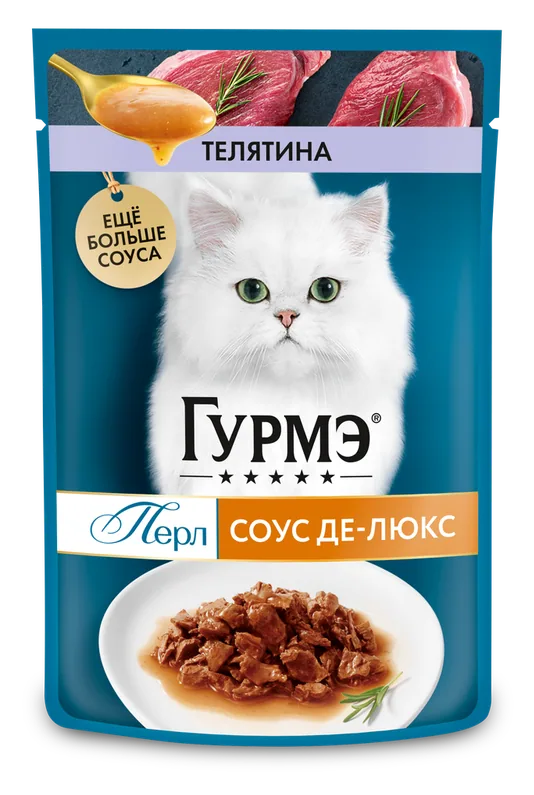 ТЕЛЯТИНА
ЕЩЁ
БОЛЬШЕ
СОУСА
ГУРМЭ®
Перл
СОУС ДЕ-ЛЮКС